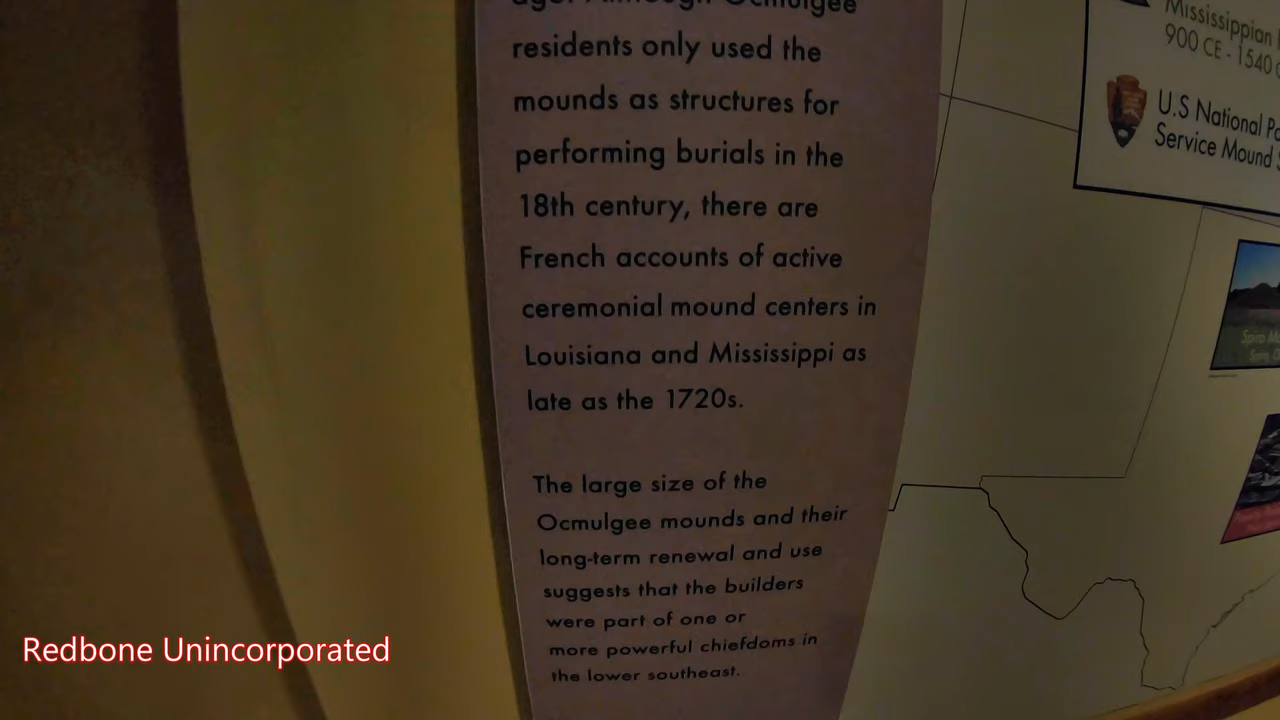 ago. Although Ocmulgee
residents only used the
mounds as structures for
performing burials in the
18th century, there are
French accounts of active
ceremonial mound centers in
Louisiana and Mississippi as
late as the 1720s.
The large size of the
Ocmulgee mounds and their
long-term renewal and use
suggests that the builders
were part of one or
more powerful chiefdoms in
the lower southeast.
Mississippian
900 CE - 1540
U.S National
Service Mound
Redbone Unincorporated